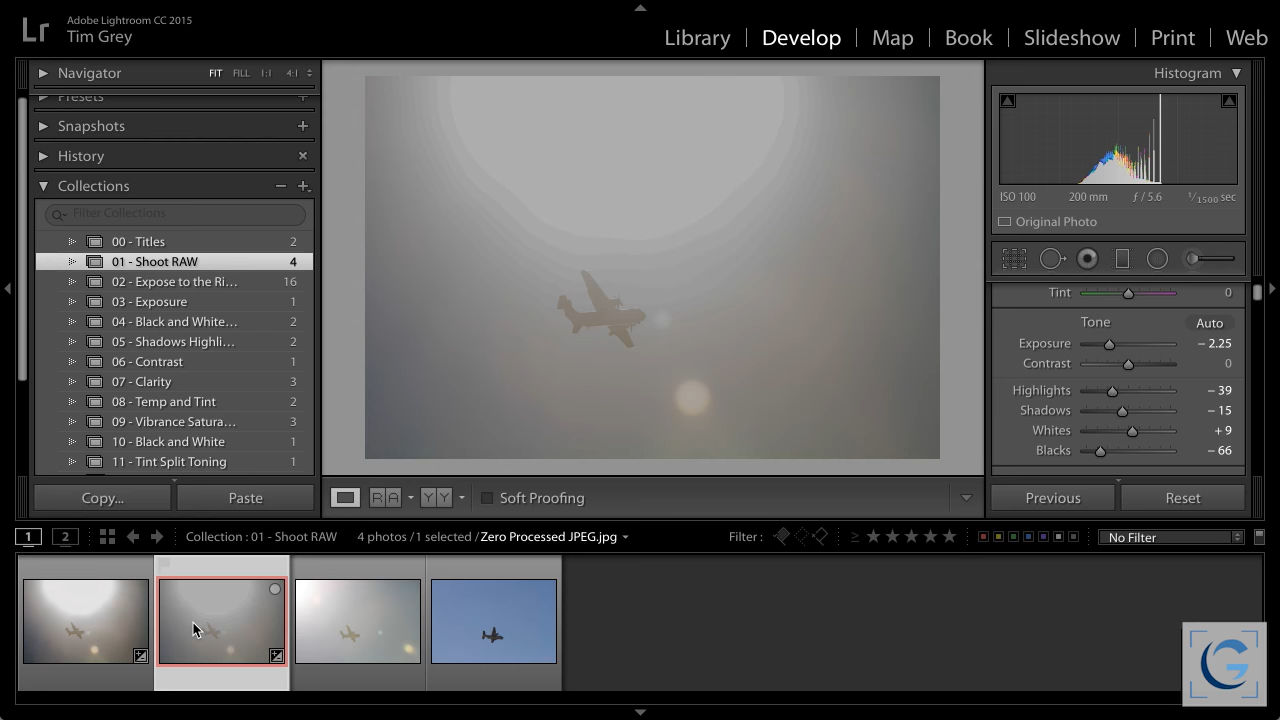 Lr
Adobe Lightroom CC 2015
Tim Grey
Library | Develop | Map | Book | Slideshow | Print | Web
Navigator FIT FILL 1:1 4:1
Presets
Snapshots
History
Collections
Filter Collections
00 - Titles 2
01 - Shoot RAW 4
02 - Expose to the Ri... 16
03 - Exposure 1
04 - Black and White... 2
05 - Shadows Highli... 2
06 - Contrast 1
07 - Clarity 3
08 - Temp and Tint 2
09 - Vibrance Satura... 3
10 - Black and White 1
11 - Tint Split Toning 1
Copy... Paste
RA YY Soft Proofing
Histogram
ISO 100 200 mm ƒ / 5.6 1/1500 sec
Original Photo
Tint 0
Tone Auto
Exposure − 2.25
Contrast 0
Highlights − 39
Shadows − 15
Whites + 9
Blacks − 66
Previous Reset
1 2 Collection : 01 - Shoot RAW 4 photos / 1 selected / Zero Processed JPEG.jpg Filter : ≥ No Filter
G